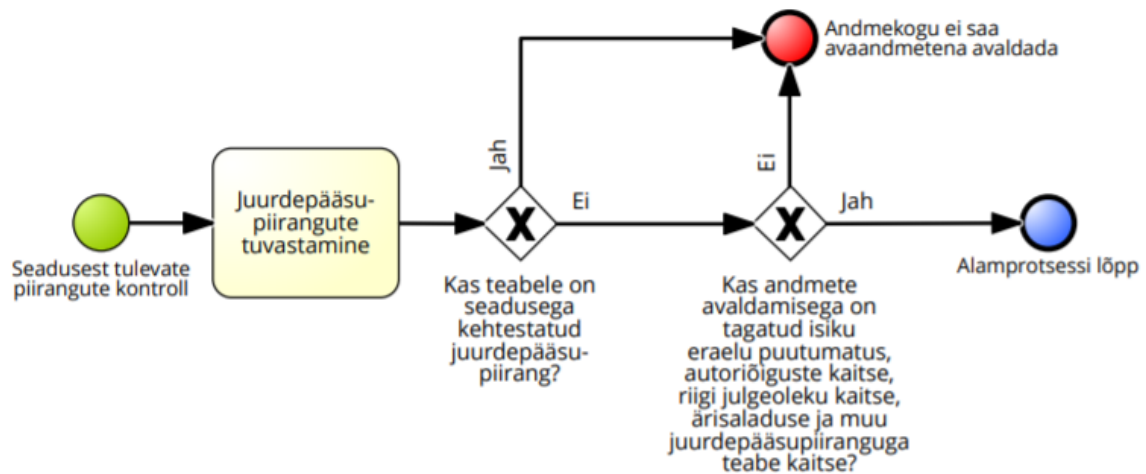 Andmekogu ei saa
avaandmetena avaldada
Jah
Ei
Juurdepääsu-
piirangute
tuvastamine
Ei
X
X
Jah
Seadusest tulevate
piirangute kontroll
Alamprotsessi lõpp
Kas teabele on
seadusega
kehtestatud
juurdepääsu-
piirang?
Kas andmete
avaldamisega on
tagatud isiku
eraelu puutumatus,
autoriõiguste kaitse,
riigi julgeoleku kaitse,
ärisaladuse ja muu
juurdepääsupiiranguga
teabe kaitse?